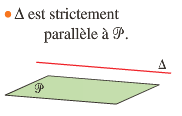 • Δ est strictement
parallèle à 𝒫.
Δ
𝒫